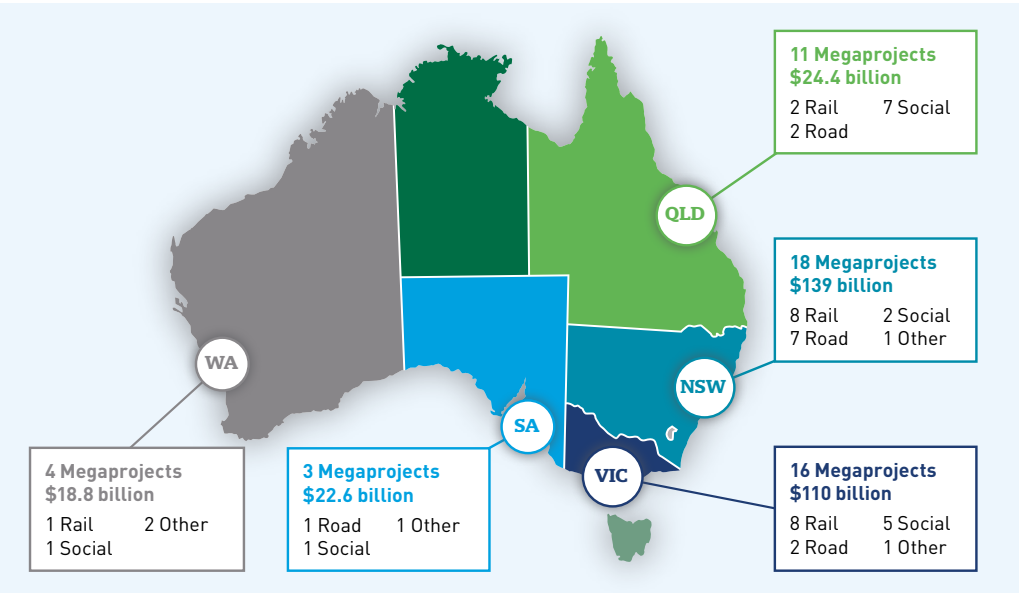 11 Megaprojects
$24.4 billion
2 Rail 7 Social
2 Road
QLD
18 Megaprojects
$139 billion
8 Rail 2 Social
7 Road 1 Other
WA
NSW
SA
4 Megaprojects
$18.8 billion
1 Rail 2 Other
1 Social
3 Megaprojects
$22.6 billion
1 Road 1 Other
1 Social
VIC
16 Megaprojects
$110 billion
8 Rail 5 Social
2 Road 1 Other